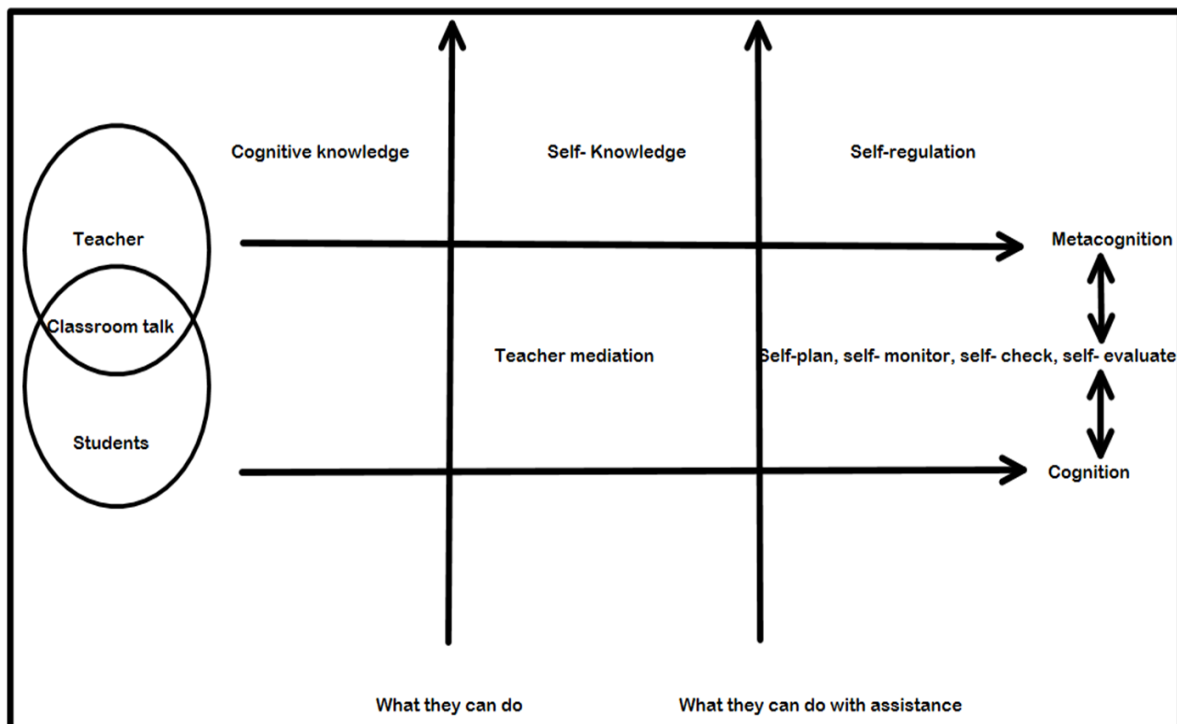 Cognitive knowledge
Self- Knowledge
Self-regulation
Teacher
Metacognition
Classroom talk
Teacher mediation
Self-plan, self- monitor, self- check, self- evaluate
Students
Cognition
What they can do
What they can do with assistance